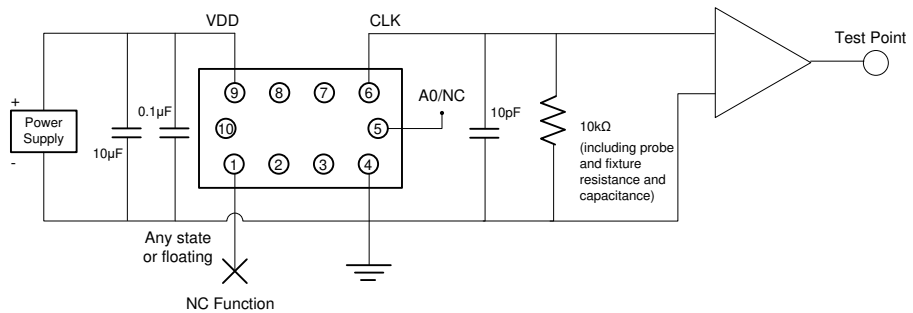 VDD
CLK
Test Point
+
Power
Supply
-
10µF
0.1µF
9
8
7
6
10
5
1
2
3
4
A0/NC
10pF
10kΩ
(including probe
and fixture
resistance and
capacitance)
Any state
or floating
NC Function